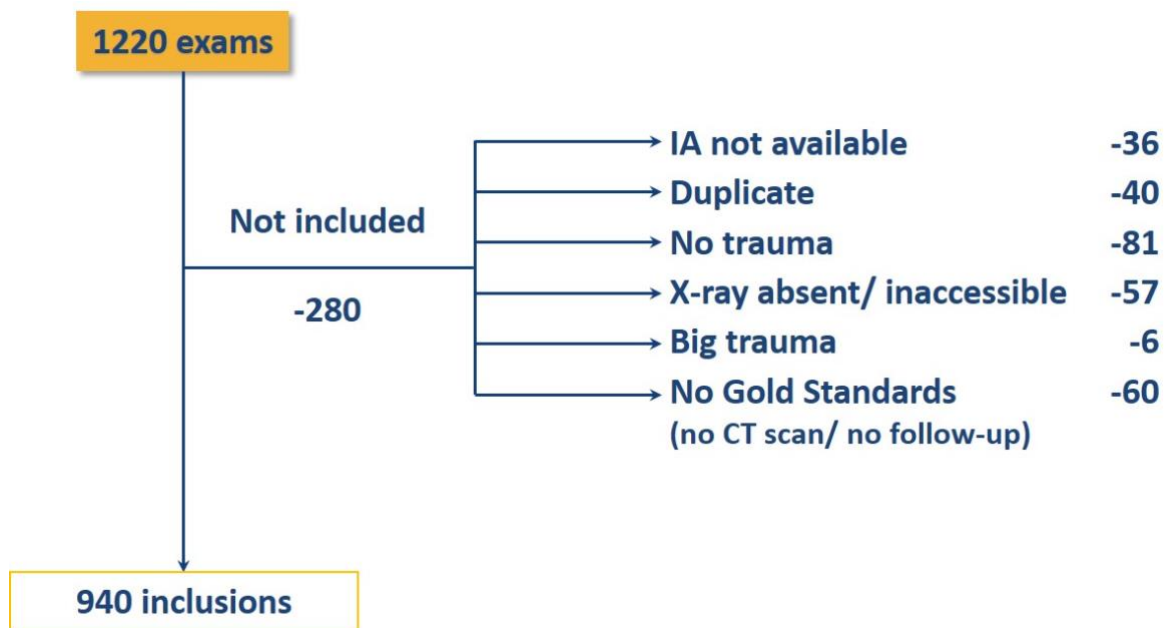 1220 exams
Not included
-280
IA not available -36
Duplicate -40
No trauma -81
X-ray absent/ inaccessible -57
Big trauma -6
No Gold Standards -60
(no CT scan/ no follow-up)
940 inclusions